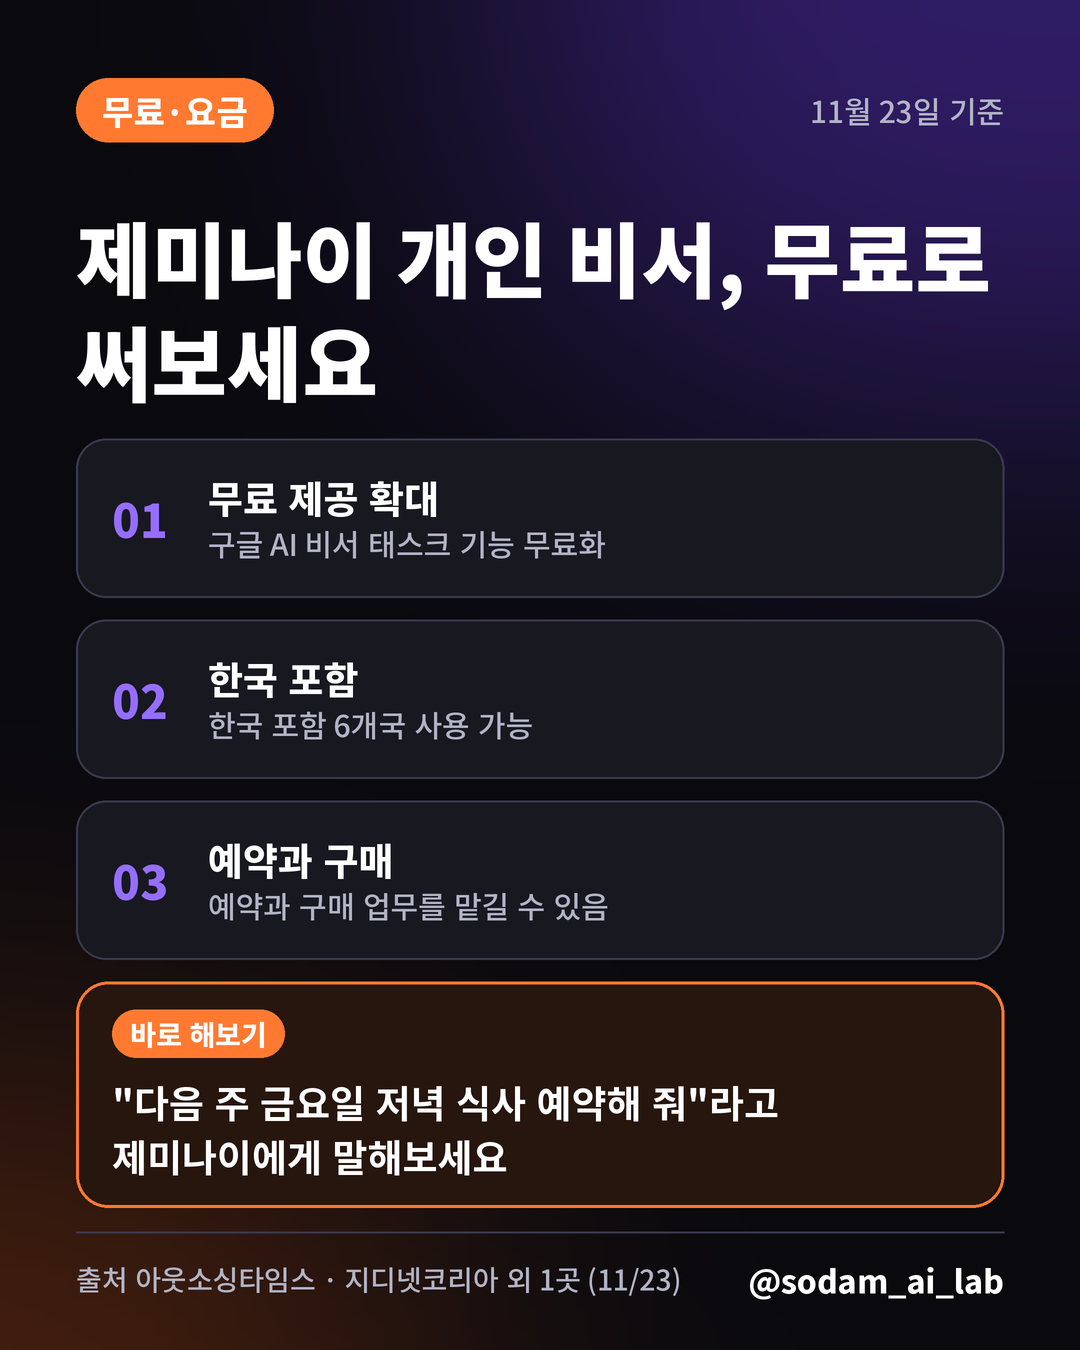 무료·요금
11월 23일 기준
제미나이 개인 비서, 무료로
써보세요
01
무료 제공 확대
구글 AI 비서 태스크 기능 무료화
02
한국 포함
한국 포함 6개국 사용 가능
03
예약과 구매
예약과 구매 업무를 맡길 수 있음
바로 해보기
"다음 주 금요일 저녁 식사 예약해 줘"라고
제미나이에게 말해보세요
출처 아웃소싱타임스 · 지디넷코리아 외 1곳 (11/23)
@sodam_ai_lab